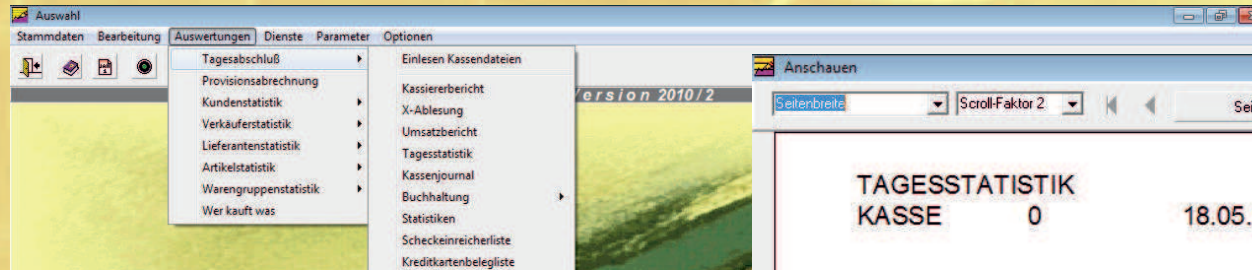 Auswahl
Stammdaten Bearbeitung Auswertungen Dienste Parameter Optionen
Tagesabschluß
Provisionsabrechnung
Kundenstatistik
Verkäuferstatistik
Lieferantenstatistik
Artikelstatistik
Warengruppenstatistik
Wer kauft was
Einlesen Kassendateien
Kassiererbericht
X-Ablesung
Umsatzbericht
Tagesstatistik
Kassenjournal
Buchhaltung
Statistiken
Scheckeinreicherliste
Kreditkartenbelegliste
Version 2010/2
Anschauen
Seitenbreite Scroll-Faktor 2 Sei
TAGESSTATISTIK
KASSE 0 18.05.